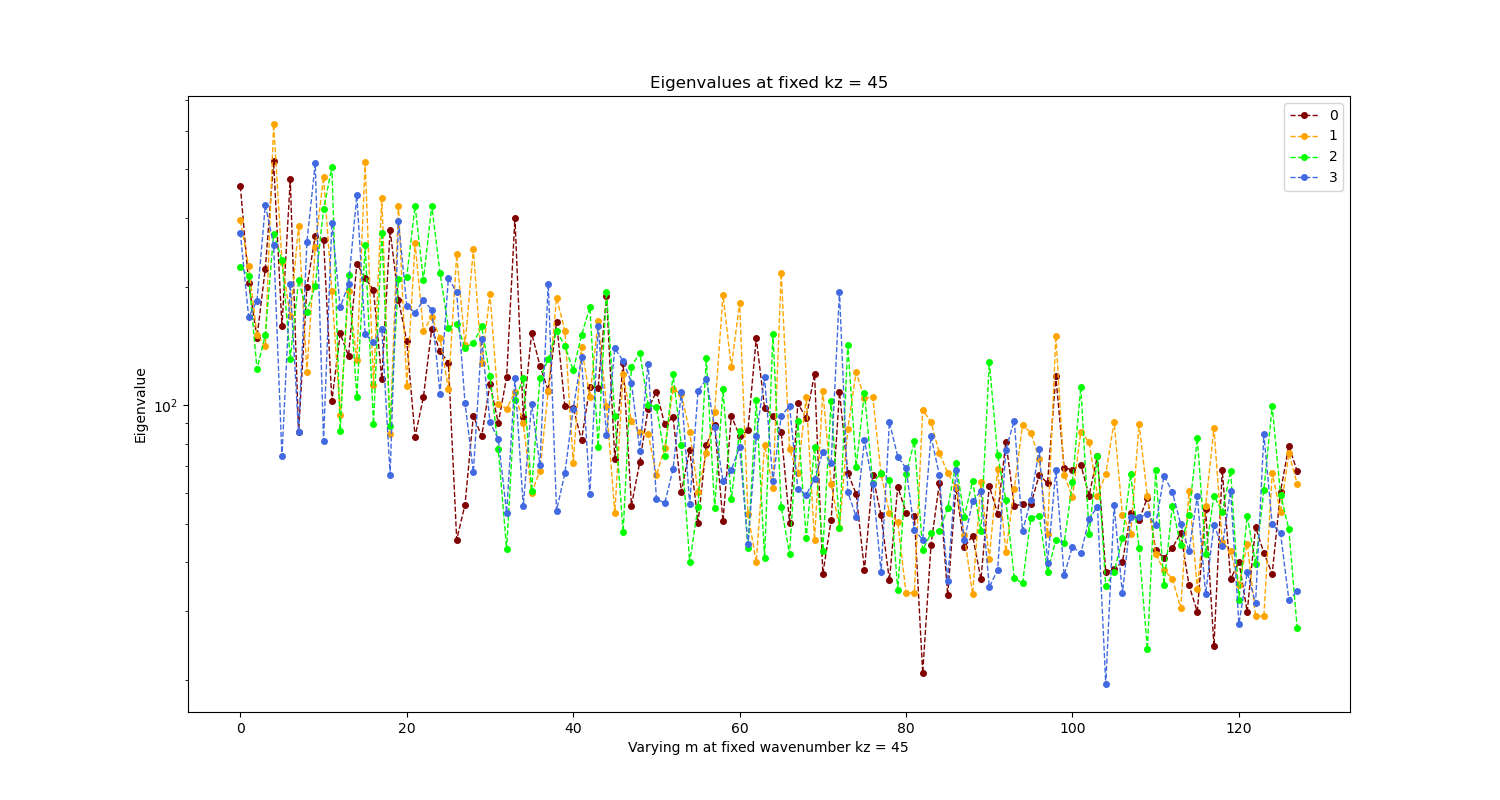 Eigenvalues at fixed kz = 45
0
1
2
3
Eigenvalue
10²
0 20 40 60 80 100 120
Varying m at fixed wavenumber kz = 45